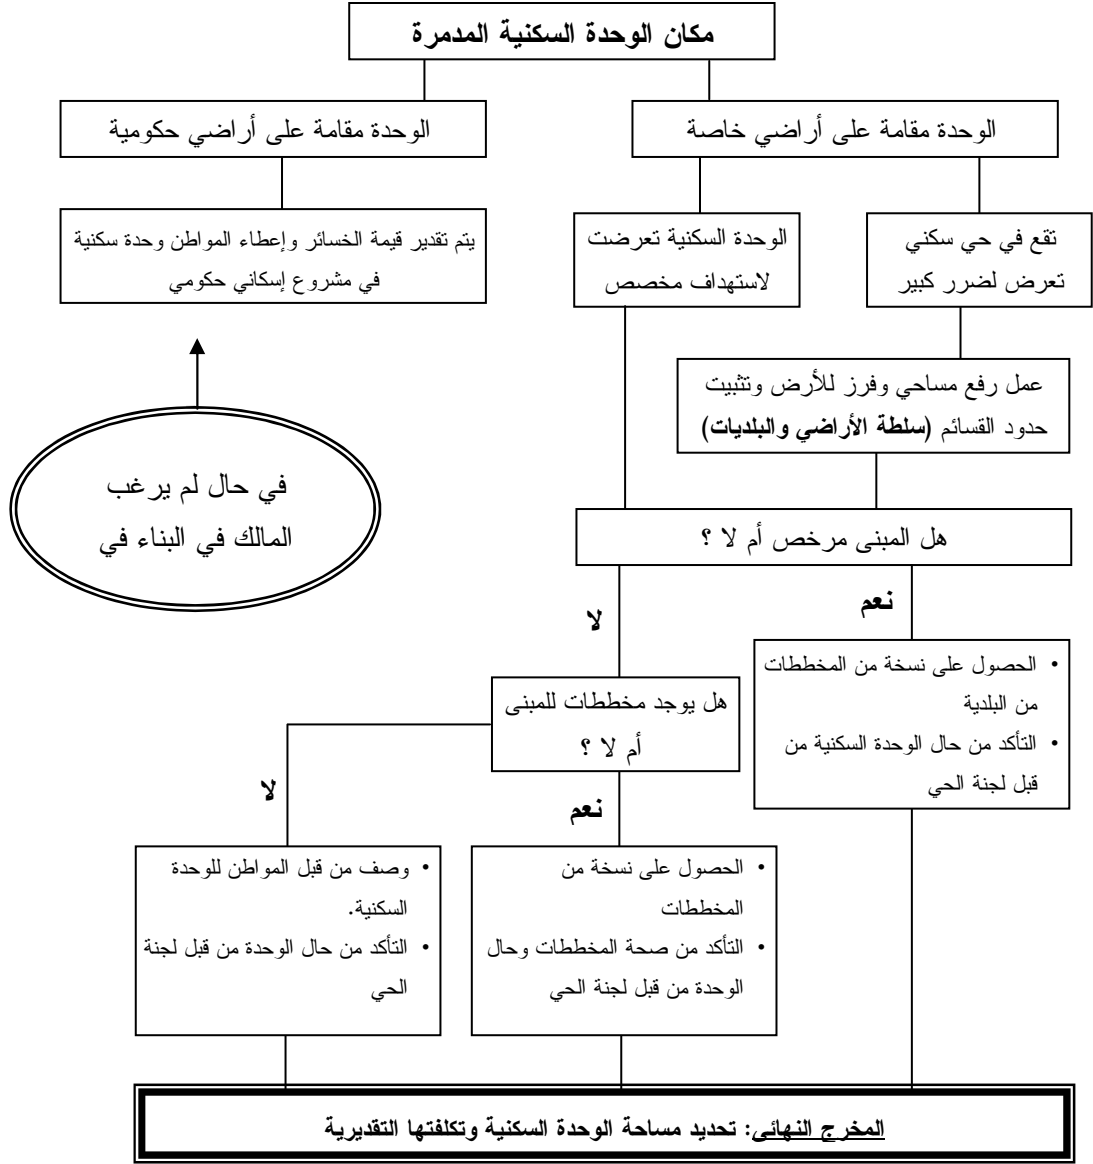 مكان الوحدة السكنية المدمرة
الوحدة مقامة على أراضي خاصة
الوحدة مقامة على أراضي حكومية
تقع في حي سكني
تعرض لضرر كبير
الوحدة السكنية تعرضت
لاستهداف مخصص
يتم تقدير قيمة الخسائر وإعطاء المواطن وحدة سكنية
في مشروع إسكاني حكومي
عمل رفع مساحي وفرز للأرض وتثبيت
حدود القسائم (سلطة الأراضي والبلديات)
في حال لم يرغب
المالك في البناء في
هل المبنى مرخص أم لا ؟
نعم
لا
• الحصول على نسخة من المخططات
من البلدية
• التأكد من حال الوحدة السكنية من
قبل لجنة الحي
هل يوجد مخططات للمبنى
أم لا ؟
نعم
لا
• الحصول على نسخة من
المخططات
• التأكد من صحة المخططات وحال
الوحدة من قبل لجنة الحي
• وصف من قبل المواطن للوحدة
السكنية.
• التأكد من حال الوحدة من قبل لجنة
الحي
المخرج النهائي: تحديد مساحة الوحدة السكنية وتكلفتها التقديرية